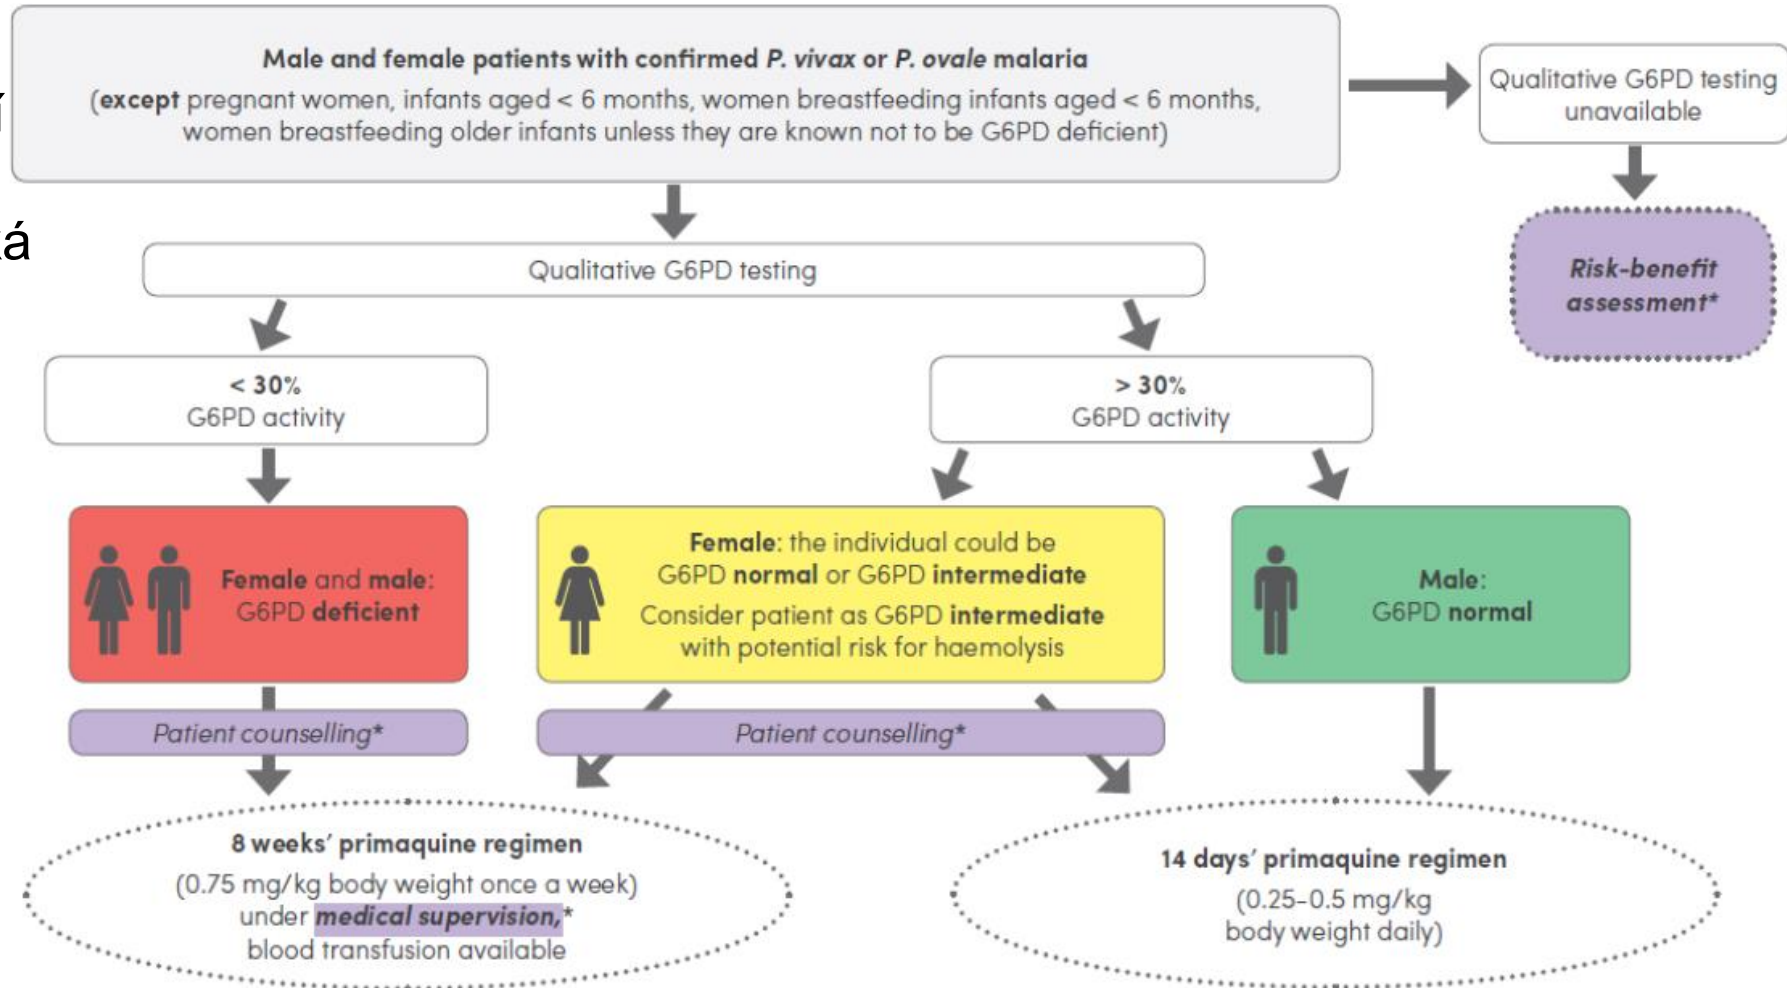 Male and female patients with confirmed P. vivax or P. ovale malaria
(except pregnant women, infants aged < 6 months, women breastfeeding infants aged < 6 months,
women breastfeeding older infants unless they are known not to be G6PD deficient)
Qualitative G6PD testing
unavailable
Risk-benefit
assessment*
Qualitative G6PD testing
< 30%
G6PD activity
> 30%
G6PD activity
Female and male:
G6PD deficient
Female: the individual could be
G6PD normal or G6PD intermediate
Consider patient as G6PD intermediate
with potential risk for haemolysis
Male:
G6PD normal
Patient counselling*
Patient counselling*
8 weeks' primaquine regimen
(0.75 mg/kg body weight once a week)
under medical supervision,*
blood transfusion available
14 days' primaquine regimen
(0.25–0.5 mg/kg
body weight daily)